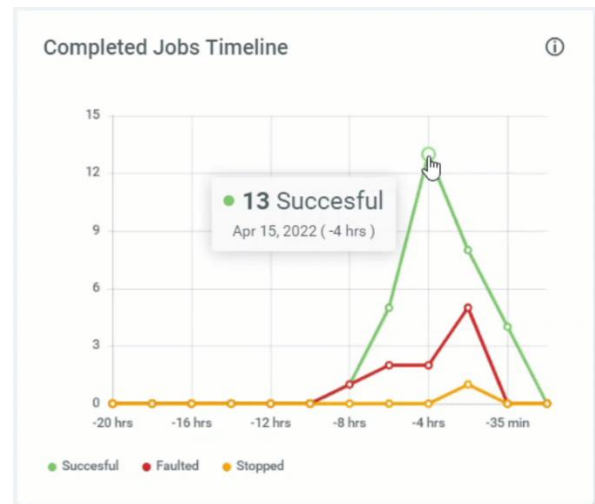 Completed Jobs Timeline
15
12
13 Succesful
Apr 15, 2022 ( -4 hrs )
9
6
3
0
-20 hrs -16 hrs -12 hrs -8 hrs -4 hrs -35 min
Succesful Faulted Stopped